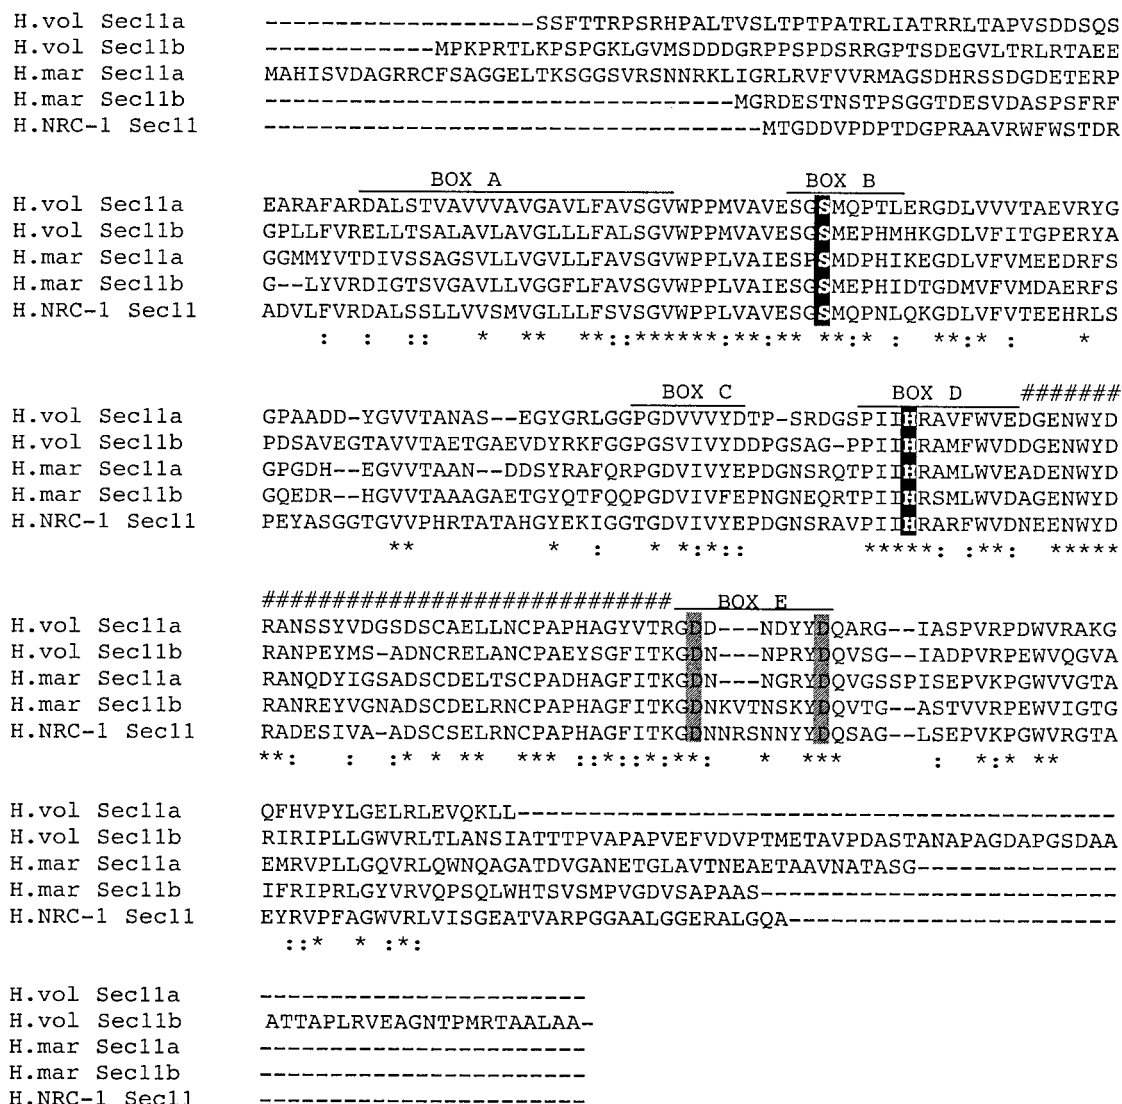 H.vol Sec11a -------------------SSFTTRPSRHPALTVSLTPTPATRLIATRRLTAPVSDDSQS
H.vol Sec11b ------------MPKPRTLKPSPGKLGVMSDDDGRPPSPDSRRGPTSDEGVLTRLRTAEE
H.mar Sec11a MAHISVDAGRRCFSAGGELTKSGGSVRSNNRKLIGRLRVFVVRMAGSDHRSSDGDETERP
H.mar Sec11b ---------------------------------MGRDESTNSTPSGGTDESVDASPSFRF
H.NRC-1 Sec11 -----------------------------------MTGDDVPDPTDGPRAAVRWFWSTDR
BOX A BOX B
H.vol Sec11a EARAFARDALSTVAVVVAVGAVLFAVSGVWPPMVAVESGSMQPTLERGDLVVVTAEVRYG
H.vol Sec11b GPLLFVRELLTSALAVLAVGLLLFALSGVWPPMVAVESGSMEPHMHKGDLVFITGPERYA
H.mar Sec11a GGMMYVTDIVSSAGSVLLVGVLLFAVSGVWPPLVAIESPSMDPHIKEGDLVFVMEEDRFS
H.mar Sec11b G--LYVRDIGTSVGAVLLVGGFLFAVSGVWPPLVAIESGSMEPHIDTGDMVFVMDAERFS
H.NRC-1 Sec11 ADVLFVRDALSSLLVVSMVGLLLFSVSGVWPPLVAVESGSMQPNLQKGDLVFVTEEHRLS
: : :: * ** **::******:**:** **:* : **:* : *
BOX C BOX D #######
H.vol Sec11a GPAADD-YGVVTANAS--EGYGRLGGPGDVVVYDTP-SRDGSPIIHRAVFWVEDGENWYD
H.vol Sec11b PDSAVEGTAVVTAETGAEVDYRKFGGPGSVIVYDDPGSAG-PPIIHRAMFWVDDGENWYD
H.mar Sec11a GPGDH--EGVVTAAN--DDSYRAFQRPGDVIVYEPDGNSRQTPIIHRAMLWVEADENWYD
H.mar Sec11b GQEDR--HGVVTAAAGAETGYQTFQQPGDVIVFEPNGNEQRTPIIHRSMLWVDAGENWYD
H.NRC-1 Sec11 PEYASGGTGVVPHRTATAHGYEKIGGTGDVIVYEPDGNSRAVPIIHRARFWVDNEENWYD
** * : * *:*:: *****: :**: *****
############################# BOX E
H.vol Sec11a RANSSYVDGSDSCAELLNCPAPHAGYVTRGDD---NDYYDQARG--IASPVRPDWVRAKG
H.vol Sec11b RANPEYMS-ADNCRELANCPAEYSGFITKGDN---NPRYDQVSG--IADPVRPEWVQGVA
H.mar Sec11a RANQDYIGSADSCDELTSCPADHAGFITKGDN---NGRYDQVGSSPISEPVKPGWVVGTA
H.mar Sec11b RANREYVGNADSCDELRNCPAPHAGFITKGDNKVTNSKYDQVTG--ASTVVRPEWVIGTG
H.NRC-1 Sec11 RADESIVA-ADSCSELRNCPAPHAGFITKGDNNRSNNYYDQSAG--LSEPVKPGWVRGTA
**: : :* * ** *** ::*::*:**: * *** : *:* **
H.vol Sec11a QFHVPYLGELRLEVQKLL------------------------------------------
H.vol Sec11b RIRIPLLGWVRLTLANSIATTTPVAPAPVEFVDVPTMETAVPDASTANAPAGDAPGSDAA
H.mar Sec11a EMRVPLLGQVRLQWNQAGATDVGANETGLAVTNEAETAAVNATASG--------------
H.mar Sec11b IFRIPRLGYVRVQPSQLWHTSVSMPVGDVSAPAAS-------------------------
H.NRC-1 Sec11 EYRVPFAGWVRLVISGEATVARPGGAALGGERALGQA-----------------------
::* * :*:
H.vol Sec11a -----------------------
H.vol Sec11b ATTAPLRVEAGNTPMRTAALAA-
H.mar Sec11a -----------------------
H.mar Sec11b -----------------------
H.NRC-1 Sec11 -----------------------